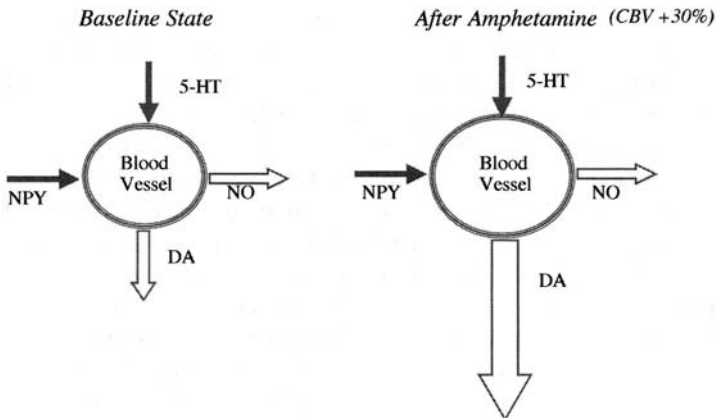 Baseline State
After Amphetamine (CBV +30%)
5-HT
5-HT
Blood
Vessel
Blood
Vessel
NPY
NO
NPY
NO
DA
DA